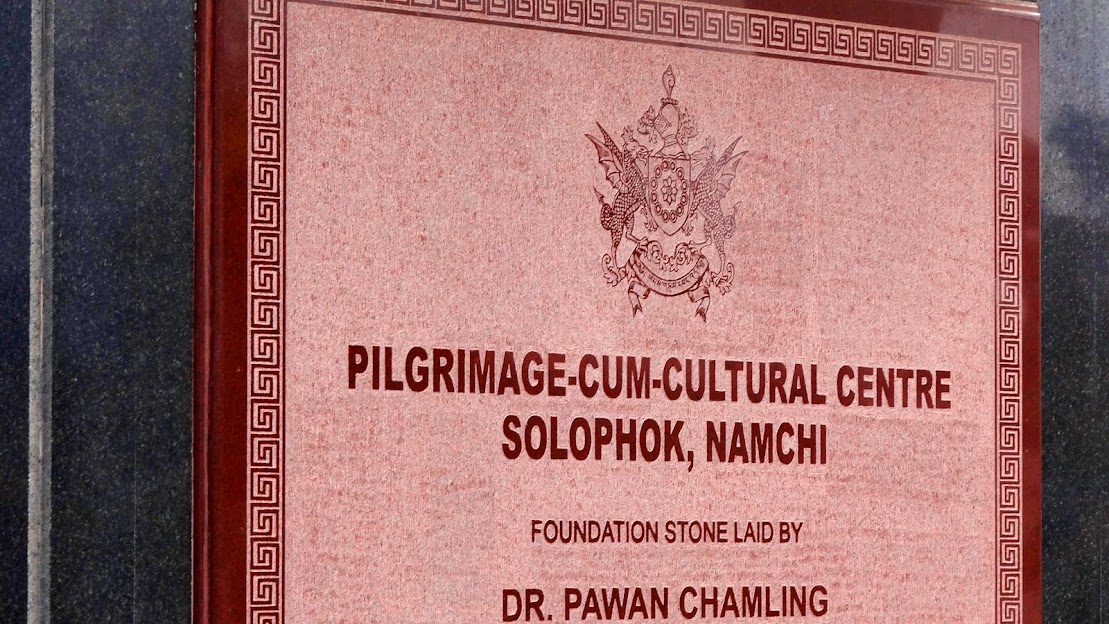 PILGRIMAGE-CUM-CULTURAL CENTRE
SOLOPHOK, NAMCHI
FOUNDATION STONE LAID BY
DR. PAWAN CHAMLING